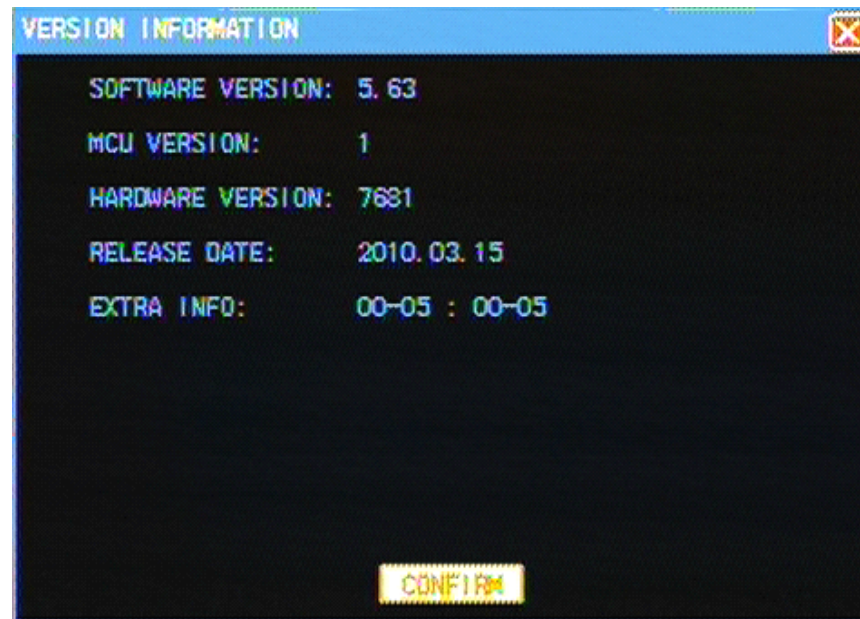 VERSION INFORMATION
SOFTWARE VERSION: 5.63
MCU VERSION: 1
HARDWARE VERSION: 7681
RELEASE DATE: 2010.03.15
EXTRA INFO: 00-05 : 00-05
CONFIRM